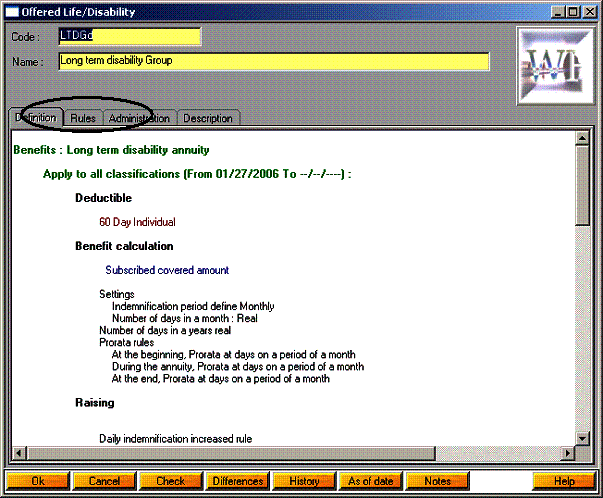 Offered Life/Disability
Code :
LTDGd
Name :
Long term disability Group
WI
Definition
Rules
Administration
Description
Benefits : Long term disability annuity
Apply to all classifications (From 01/27/2006 To --/--/----) :
Deductible
60 Day Individual
Benefit calculation
Subscribed covered amount
Settings
Indemnification period define Monthly
Number of days in a month : Real
Number of days in a years real
Prorata rules
At the beginning, Prorata at days on a period of a month
During the annuity, Prorata at days on a period of a month
At the end, Prorata at days on a period of a month
Raising
Daily indemnification increased rule
Ok
Cancel
Check
Differences
History
As of date
Notes
Help